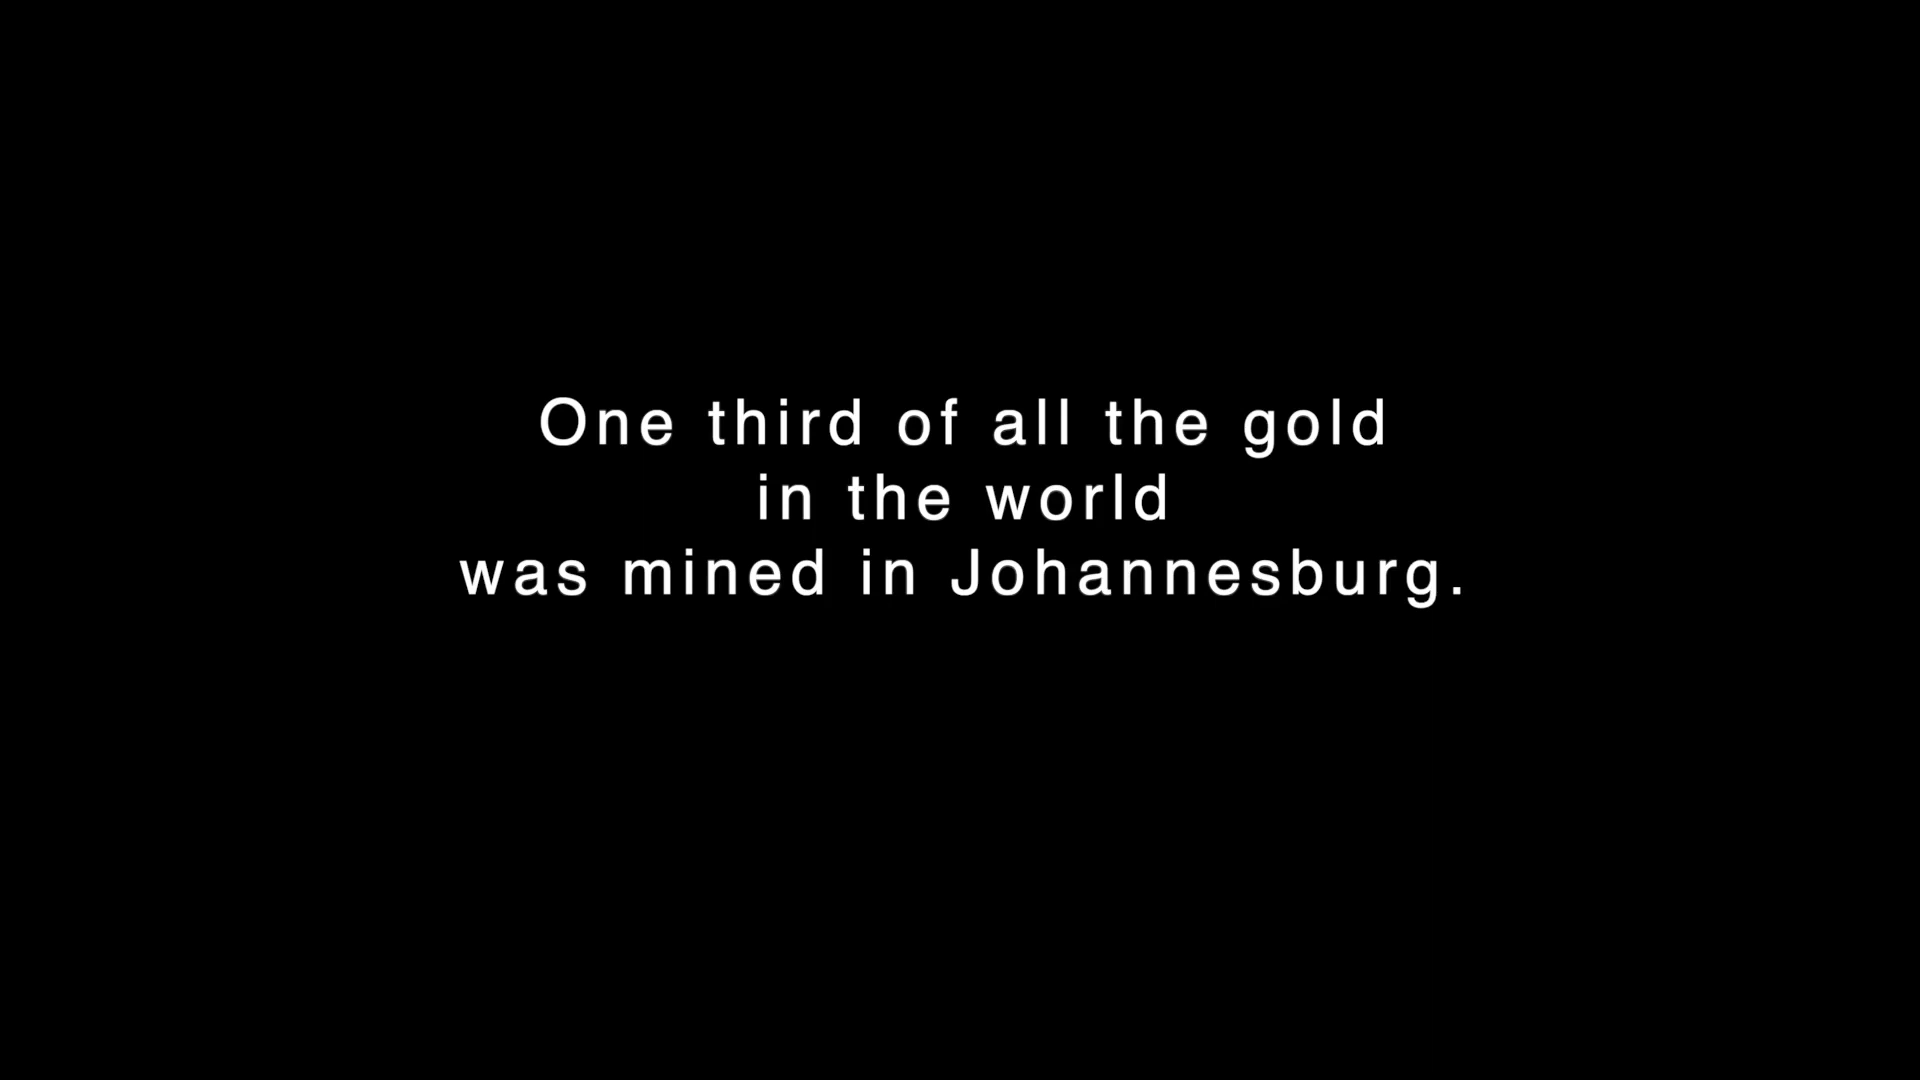 One third of all the gold
in the world
was mined in Johannesburg.